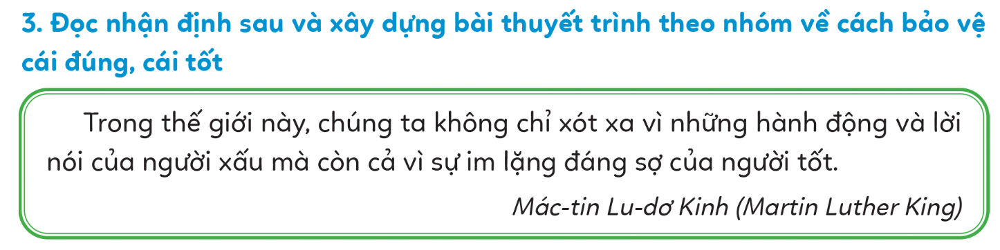 3. Đọc nhận định sau và xây dựng bài thuyết trình theo nhóm về cách bảo vệ
cái đúng, cái tốt
Trong thế giới này, chúng ta không chỉ xót xa vì những hành động và lời
nói của người xấu mà còn cả vì sự im lặng đáng sợ của người tốt.
Mác-tin Lu-dơ Kinh (Martin Luther King)